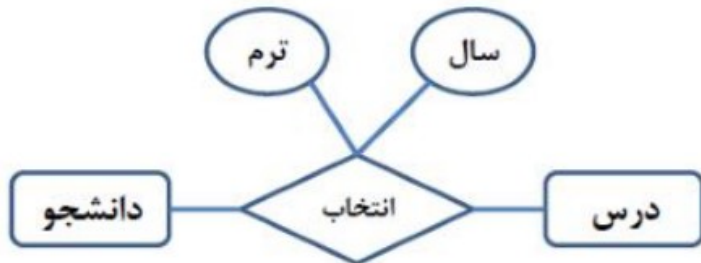 سال
ترم
درس
انتخاب
دانشجو